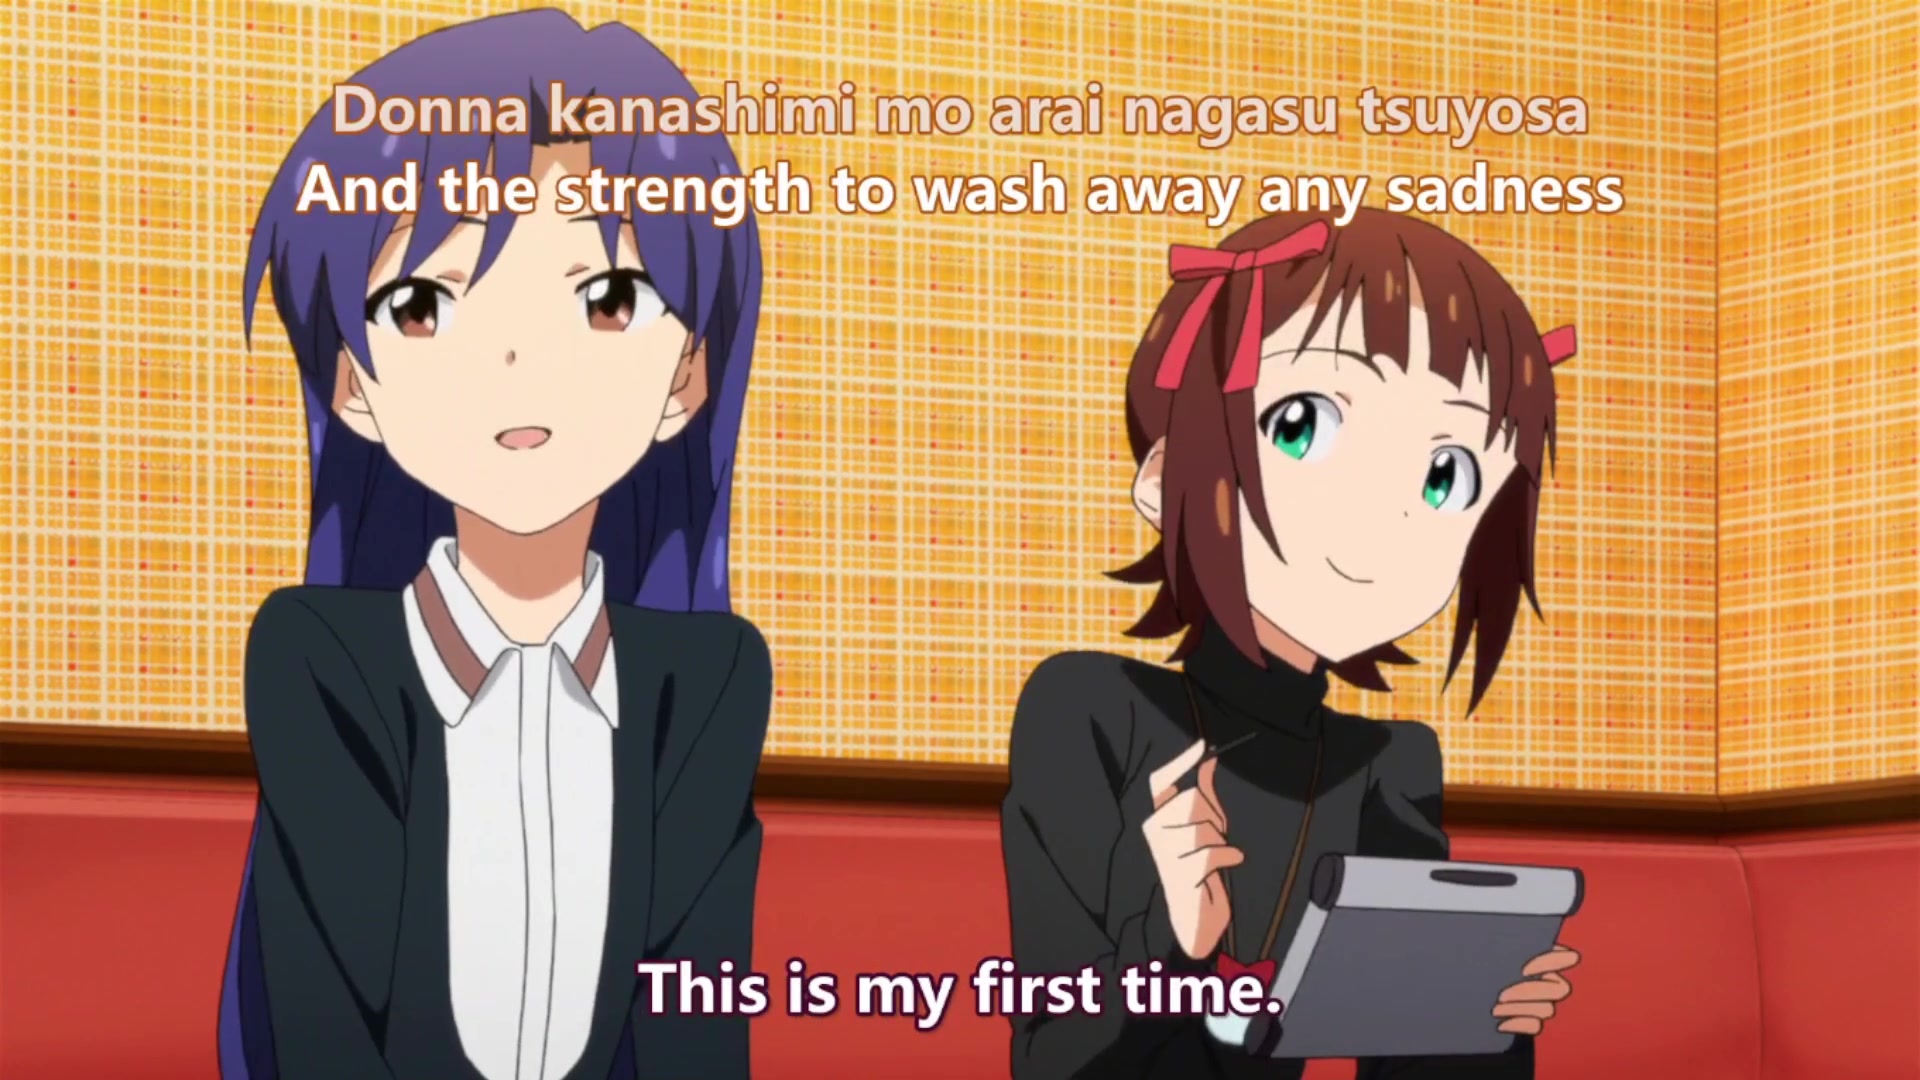 Donna kanashimi mo arai nagasu tsuyosa
And the strength to wash away any sadness
This is my first time.